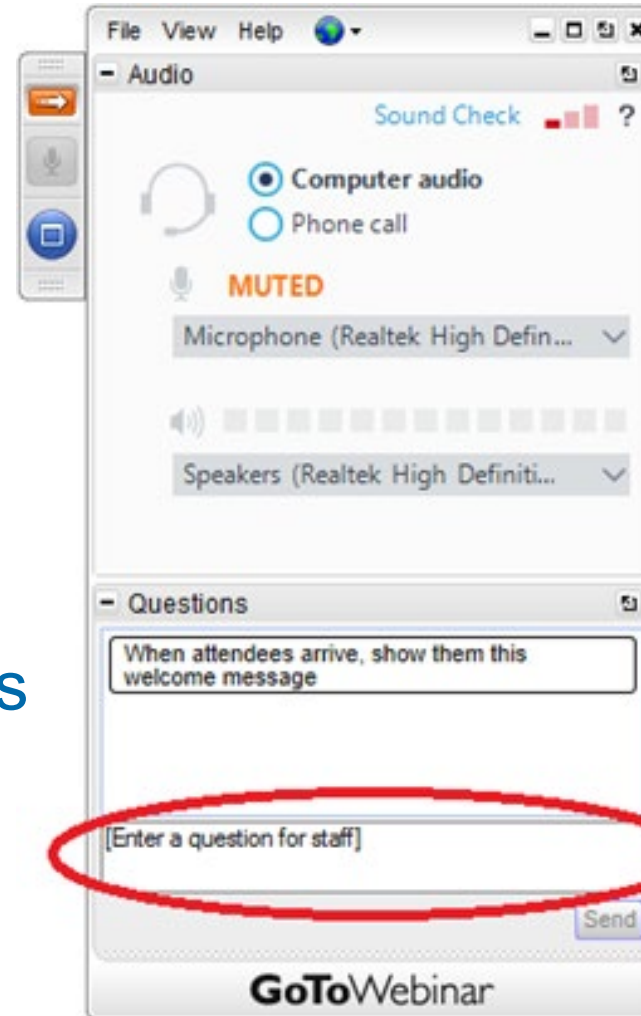 File View Help
Audio
Sound Check ?
Computer audio
Phone call
MUTED
Microphone (Realtek High Defin...
Speakers (Realtek High Definiti...
Questions
When attendees arrive, show them this
welcome message
s
[Enter a question for staff]
Send
GoToWebinar